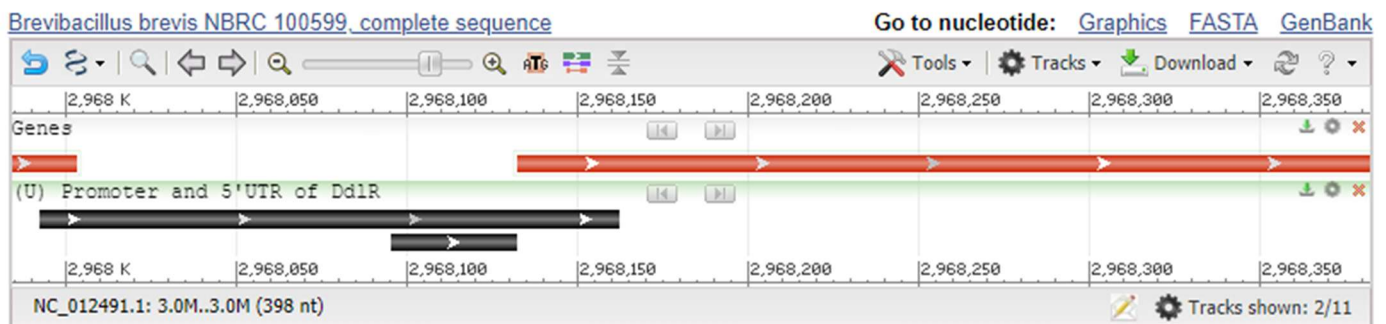 Brevibacillus brevis NBRC 100599, complete sequence Go to nucleotide: Graphics FASTA GenBank
ATG Tools Tracks Download ?
2,968 K 2,968,050 2,968,100 2,968,150 2,968,200 2,968,250 2,968,300 2,968,350
Genes
(U) Promoter and 5'UTR of DdlR
2,968 K 2,968,050 2,968,100 2,968,150 2,968,200 2,968,250 2,968,300 2,968,350
NC_012491.1: 3.0M..3.0M (398 nt) Tracks shown: 2/11